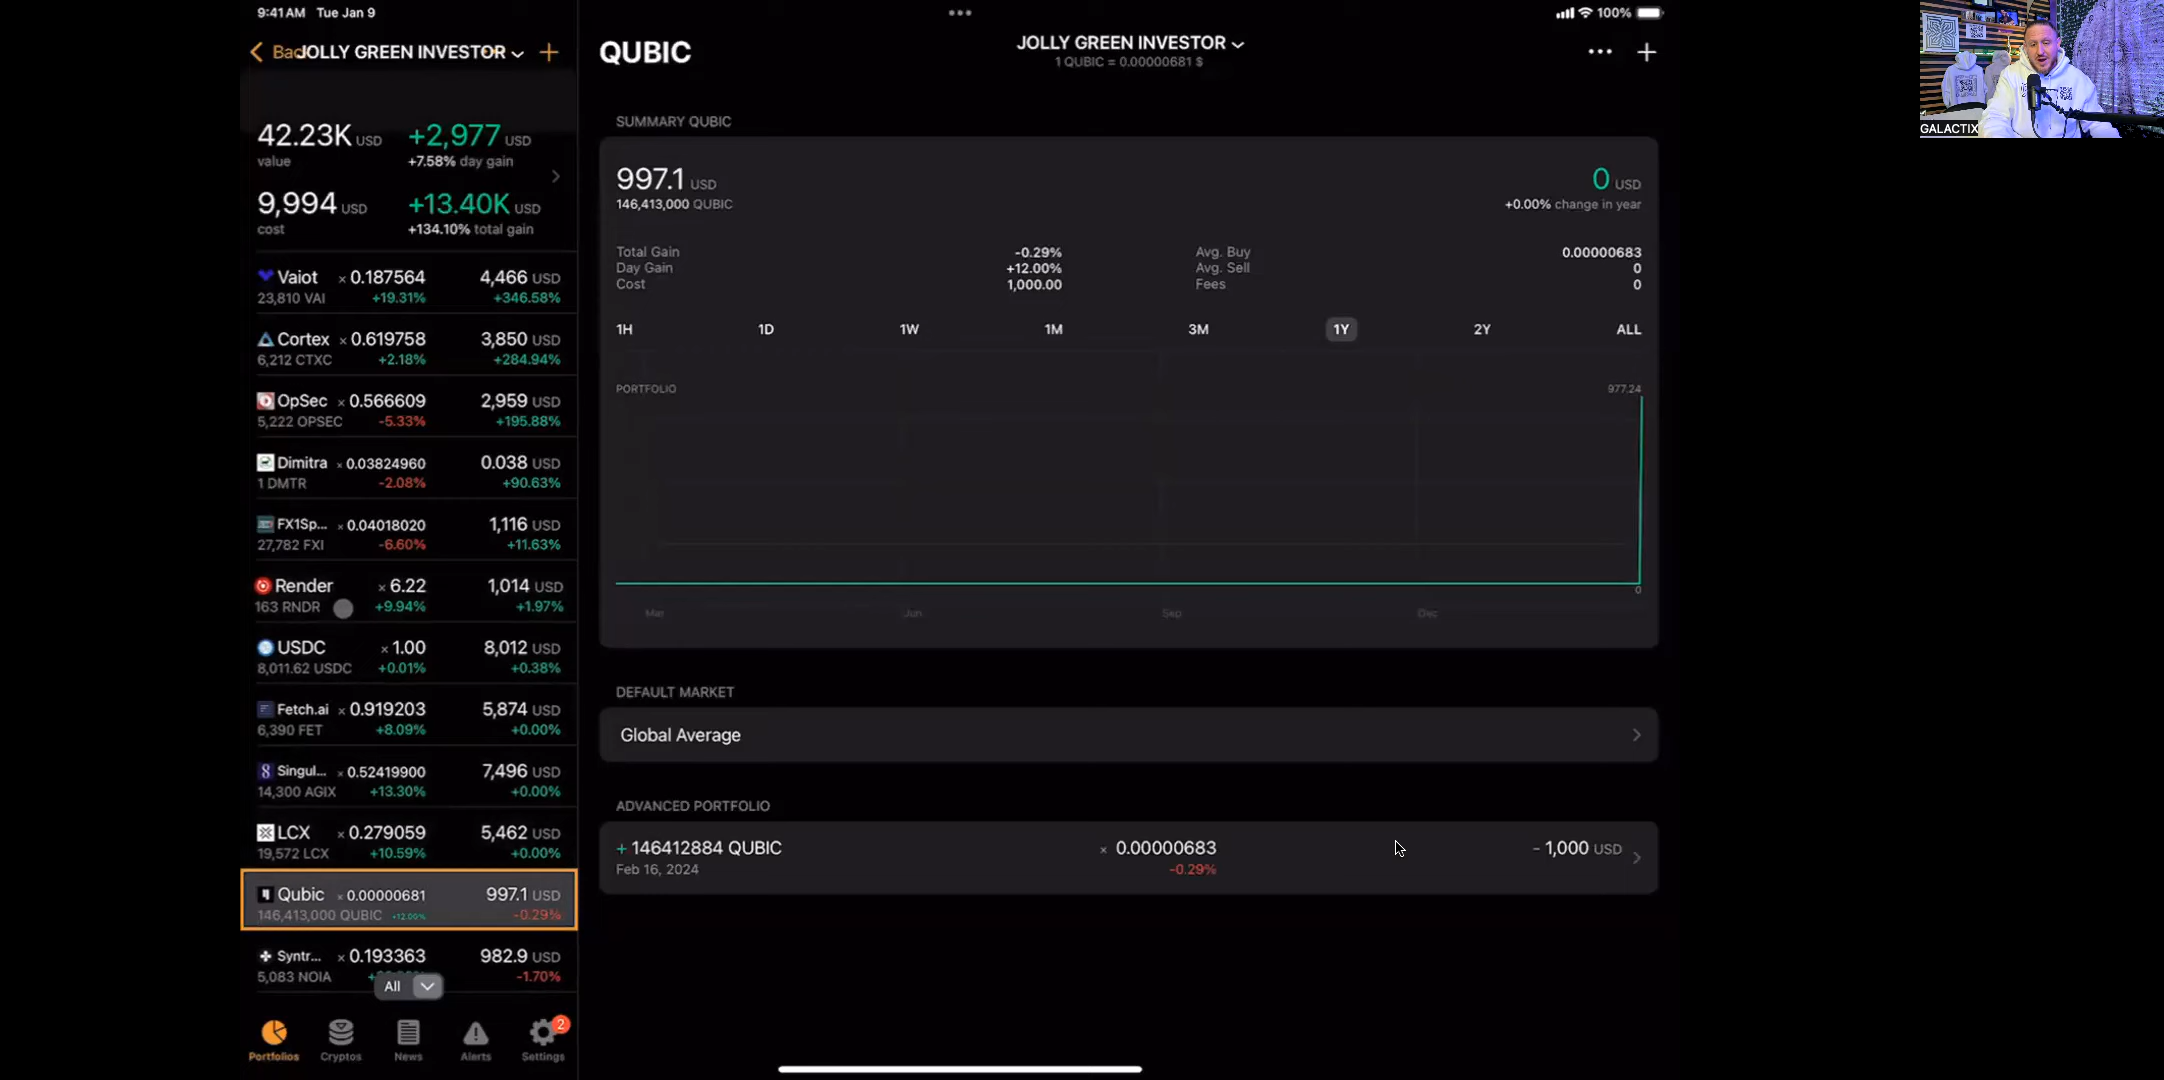 9:41 AM Tue Jan 9
100%
JOLLY GREEN INVESTOR
42.23K USD +2,977 USD
value +7.58% day gain
9,994 USD +13.40K USD
cost +134.10% total gain
Vaiot × 0.187564 4,466 USD
23,810 VAI +19.31% +346.58%
Cortex × 0.619758 3,850 USD
6,212 CTXC +2.18% +284.94%
OpSec × 0.566609 2,959 USD
5,222 OPSEC -5.33% +195.88%
Dimitra × 0.03824960 0.038 USD
1 DMTR -2.08% +90.63%
FX1Sp... × 0.04018020 1,116 USD
27,782 FXI -6.60% +11.63%
Render × 6.22 1,014 USD
163 RNDR +9.94% +1.97%
USDC × 1.00 8,012 USD
8,011.62 USDC +0.01% +0.38%
Fetch.ai × 0.919203 5,874 USD
6,390 FET +8.09% +0.00%
Singul... × 0.52419900 7,496 USD
14,300 AGIX +13.30% +0.00%
LCX × 0.279059 5,462 USD
19,572 LCX +10.59% +0.00%
Qubic × 0.00000681 997.1 USD
146,413,000 QUBIC +12.00% -0.29%
Syntr... × 0.193363 982.9 USD
5,083 NOIA -1.70%
All
Portfolios Cryptos News Alerts Settings
2
QUBIC
JOLLY GREEN INVESTOR
1 QUBIC = 0.00000681 $
SUMMARY QUBIC
997.1 USD 0 USD
146,413,000 QUBIC +0.00% change in year
Total Gain -0.29% Avg. Buy 0.00000683
Day Gain +12.00% Avg. Sell 0
Cost 1,000.00 Fees 0
1H 1D 1W 1M 3M 1Y 2Y ALL
PORTFOLIO 977.24
0
Mar Jun Sep Dec
DEFAULT MARKET
Global Average
ADVANCED PORTFOLIO
+ 146412884 QUBIC × 0.00000683 - 1,000 USD
Feb 16, 2024 -0.29%
GALACTIX